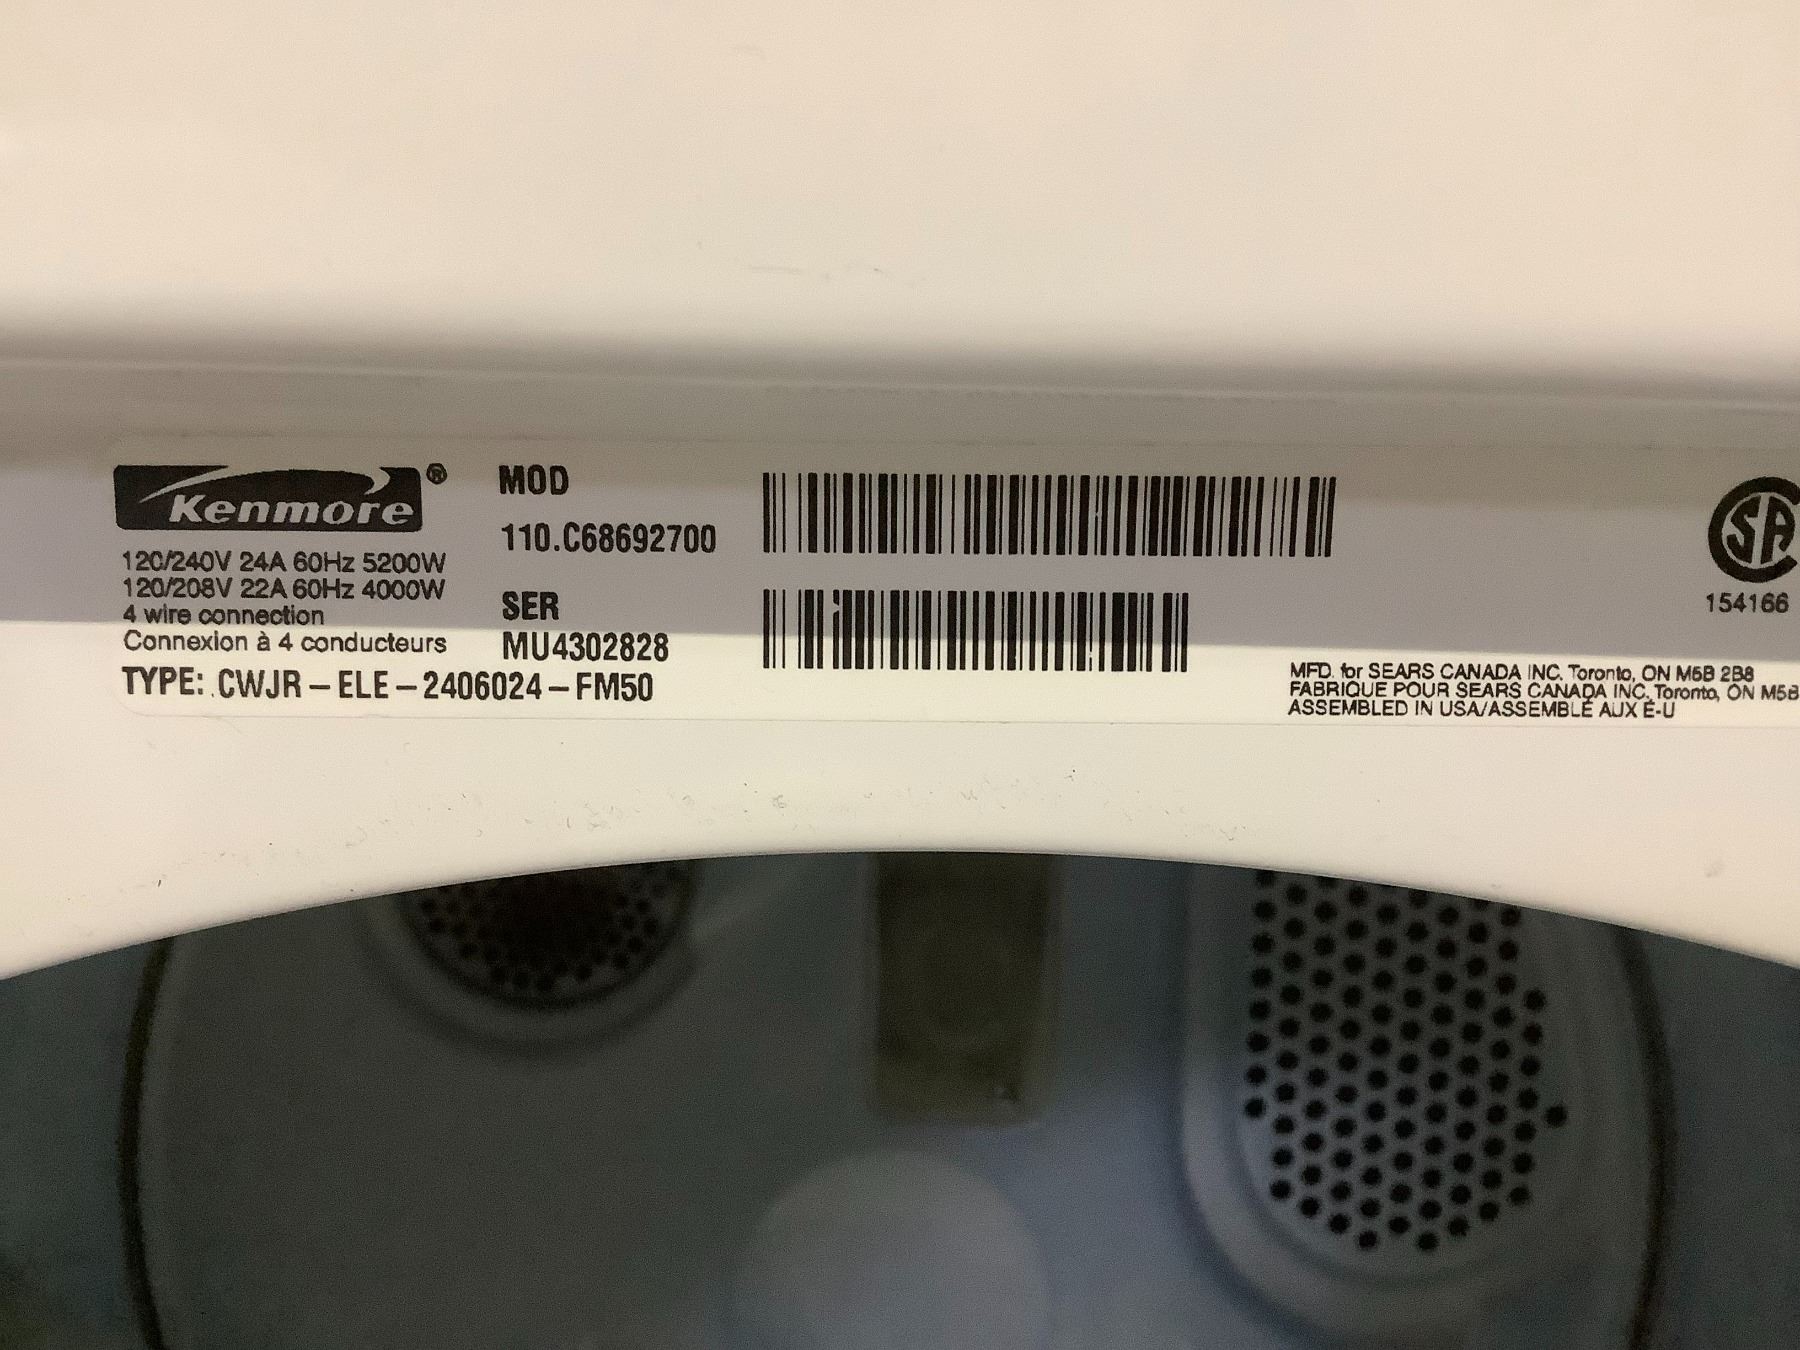 Kenmore ®
120/240V 24A 60Hz 5200W
120/208V 22A 60Hz 4000W
4 wire connection
Connexion à 4 conducteurs
TYPE: CWJR – ELE – 2406024 – FM50
MOD
110.C68692700
SER
MU4302828
SA
154166
MFD. for SEARS CANADA INC. Toronto, ON M5B 2B8
FABRIQUE POUR SEARS CANADA INC. Toronto, ON M5B
ASSEMBLED IN USA/ASSEMBLÉ AUX É-U